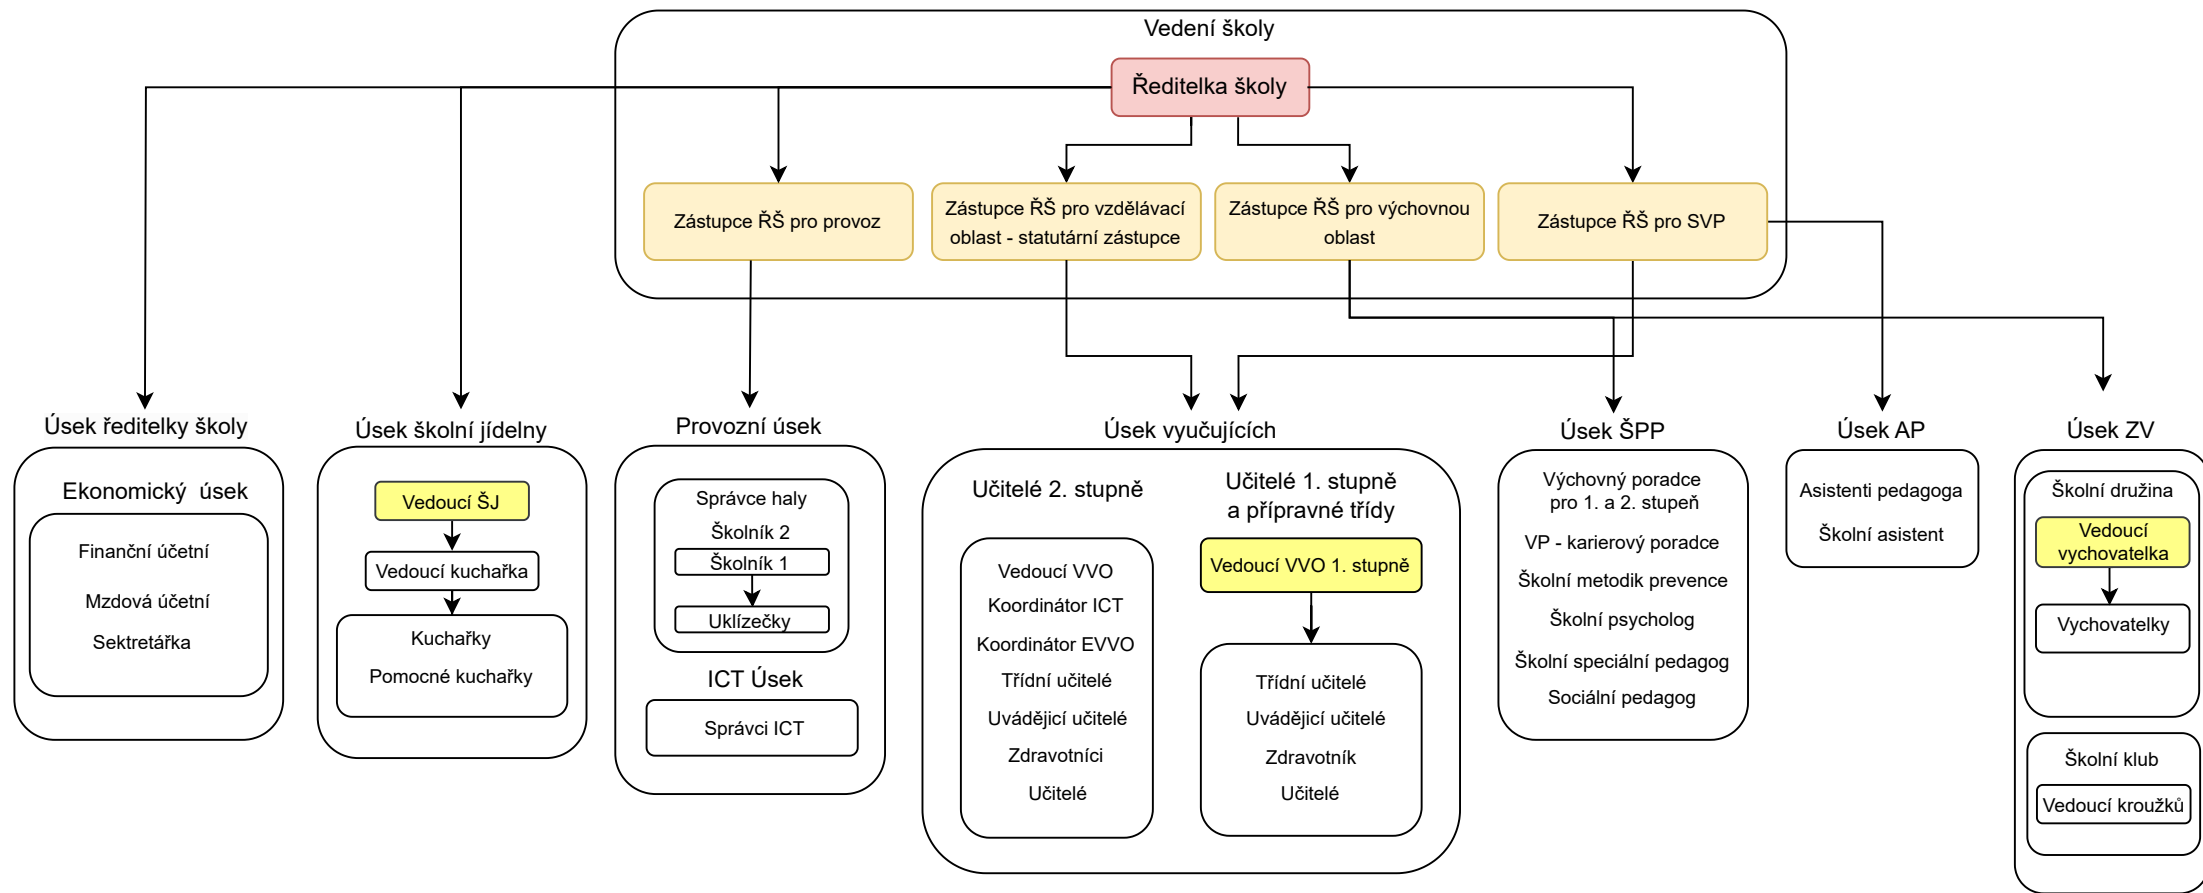 Vedení školy
Ředitelka školy
Zástupce ŘŠ pro provoz
Zástupce ŘŠ pro vzdělávací
oblast - statutární zástupce
Zástupce ŘŠ pro výchovnou
oblast
Zástupce ŘŠ pro SVP
Úsek ředitelky školy
Ekonomický úsek
Finanční účetní
Mzdová účetní
Sektretářka
Úsek školní jídelny
Vedoucí ŠJ
Vedoucí kuchařka
Kuchařky
Pomocné kuchařky
Provozní úsek
Správce haly
Školník 2
Školník 1
Uklízečky
ICT Úsek
Správci ICT
Úsek vyučujících
Učitelé 2. stupně
Vedoucí VVO
Koordinátor ICT
Koordinátor EVVO
Třídní učitelé
Uvádějicí učitelé
Zdravotníci
Učitelé
Učitelé 1. stupně
a přípravné třídy
Vedoucí VVO 1. stupně
Třídní učitelé
Uvádějicí učitelé
Zdravotník
Učitelé
Úsek ŠPP
Výchovný poradce
pro 1. a 2. stupeň
VP - karierový poradce
Školní metodik prevence
Školní psycholog
Školní speciální pedagog
Sociální pedagog
Úsek AP
Asistenti pedagoga
Školní asistent
Úsek ZV
Školní družina
Vedoucí
vychovatelka
Vychovatelky
Školní klub
Vedoucí kroužků